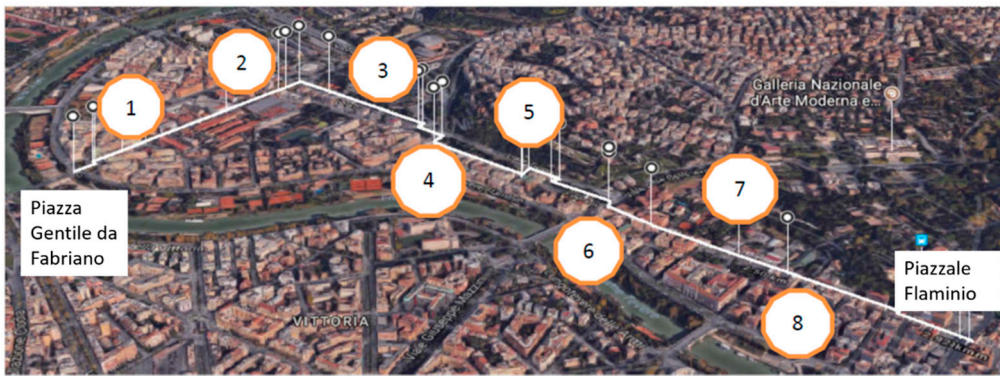 1
2
3
4
5
6
7
8
Galleria Nazionale
d'Arte Moderna e...
Piazza
Gentile da
Fabriano
VITTORIA
Piazzale
Flaminio